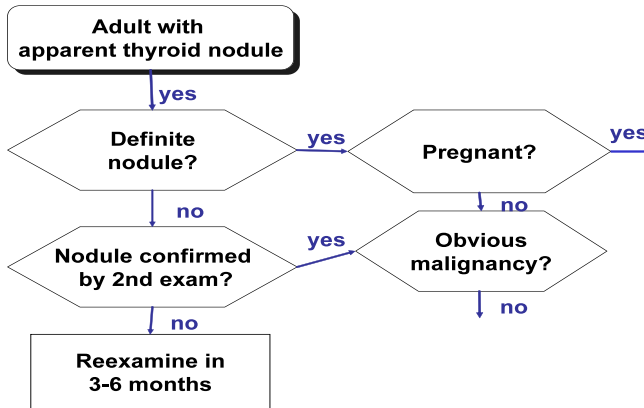 Adult with
apparent thyroid nodule
yes
Definite
nodule?
yes
Pregnant?
yes
no
no
Nodule confirmed
by 2nd exam?
yes
Obvious
malignancy?
no
no
Reexamine in
3-6 months